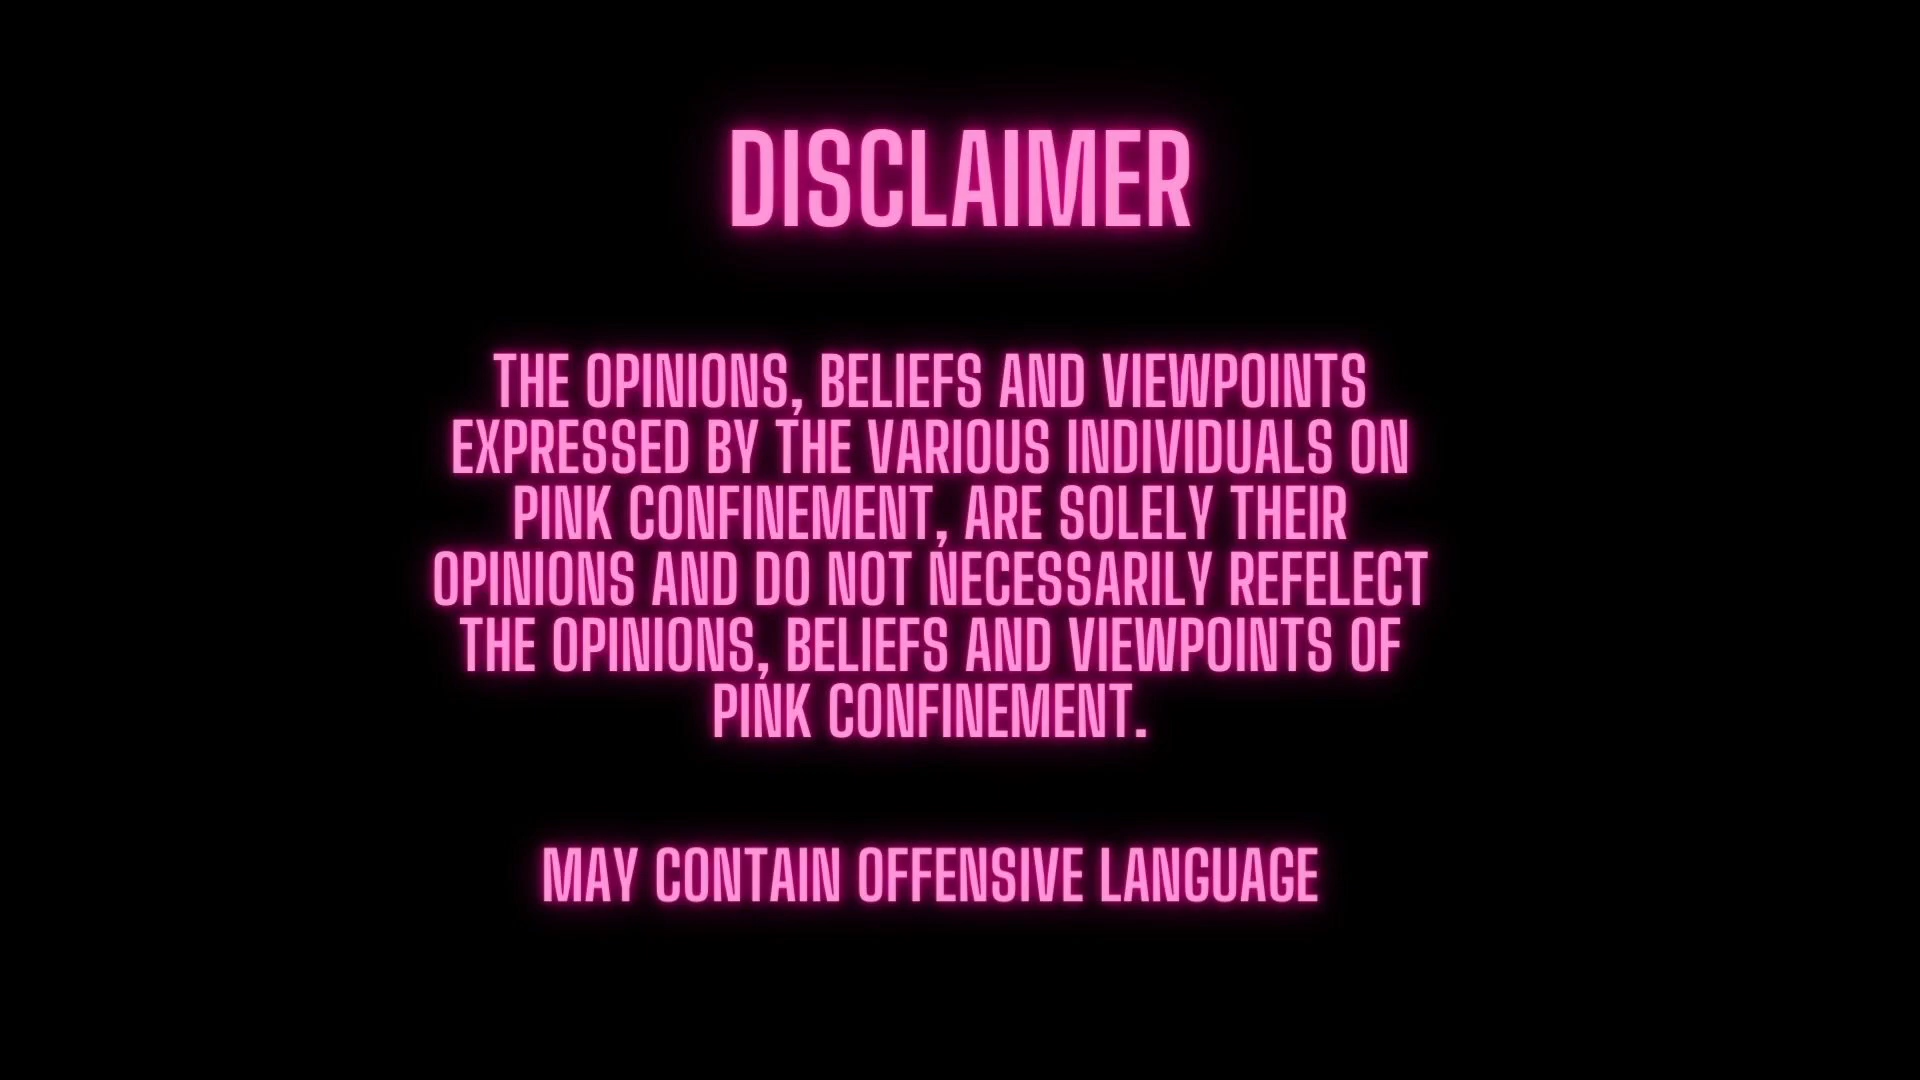 DISCLAIMER
THE OPINIONS, BELIEFS AND VIEWPOINTS
EXPRESSED BY THE VARIOUS INDIVIDUALS ON
PINK CONFINEMENT, ARE SOLELY THEIR
OPINIONS AND DO NOT NECESSARILY REFELECT
THE OPINIONS, BELIEFS AND VIEWPOINTS OF
PINK CONFINEMENT.
MAY CONTAIN OFFENSIVE LANGUAGE